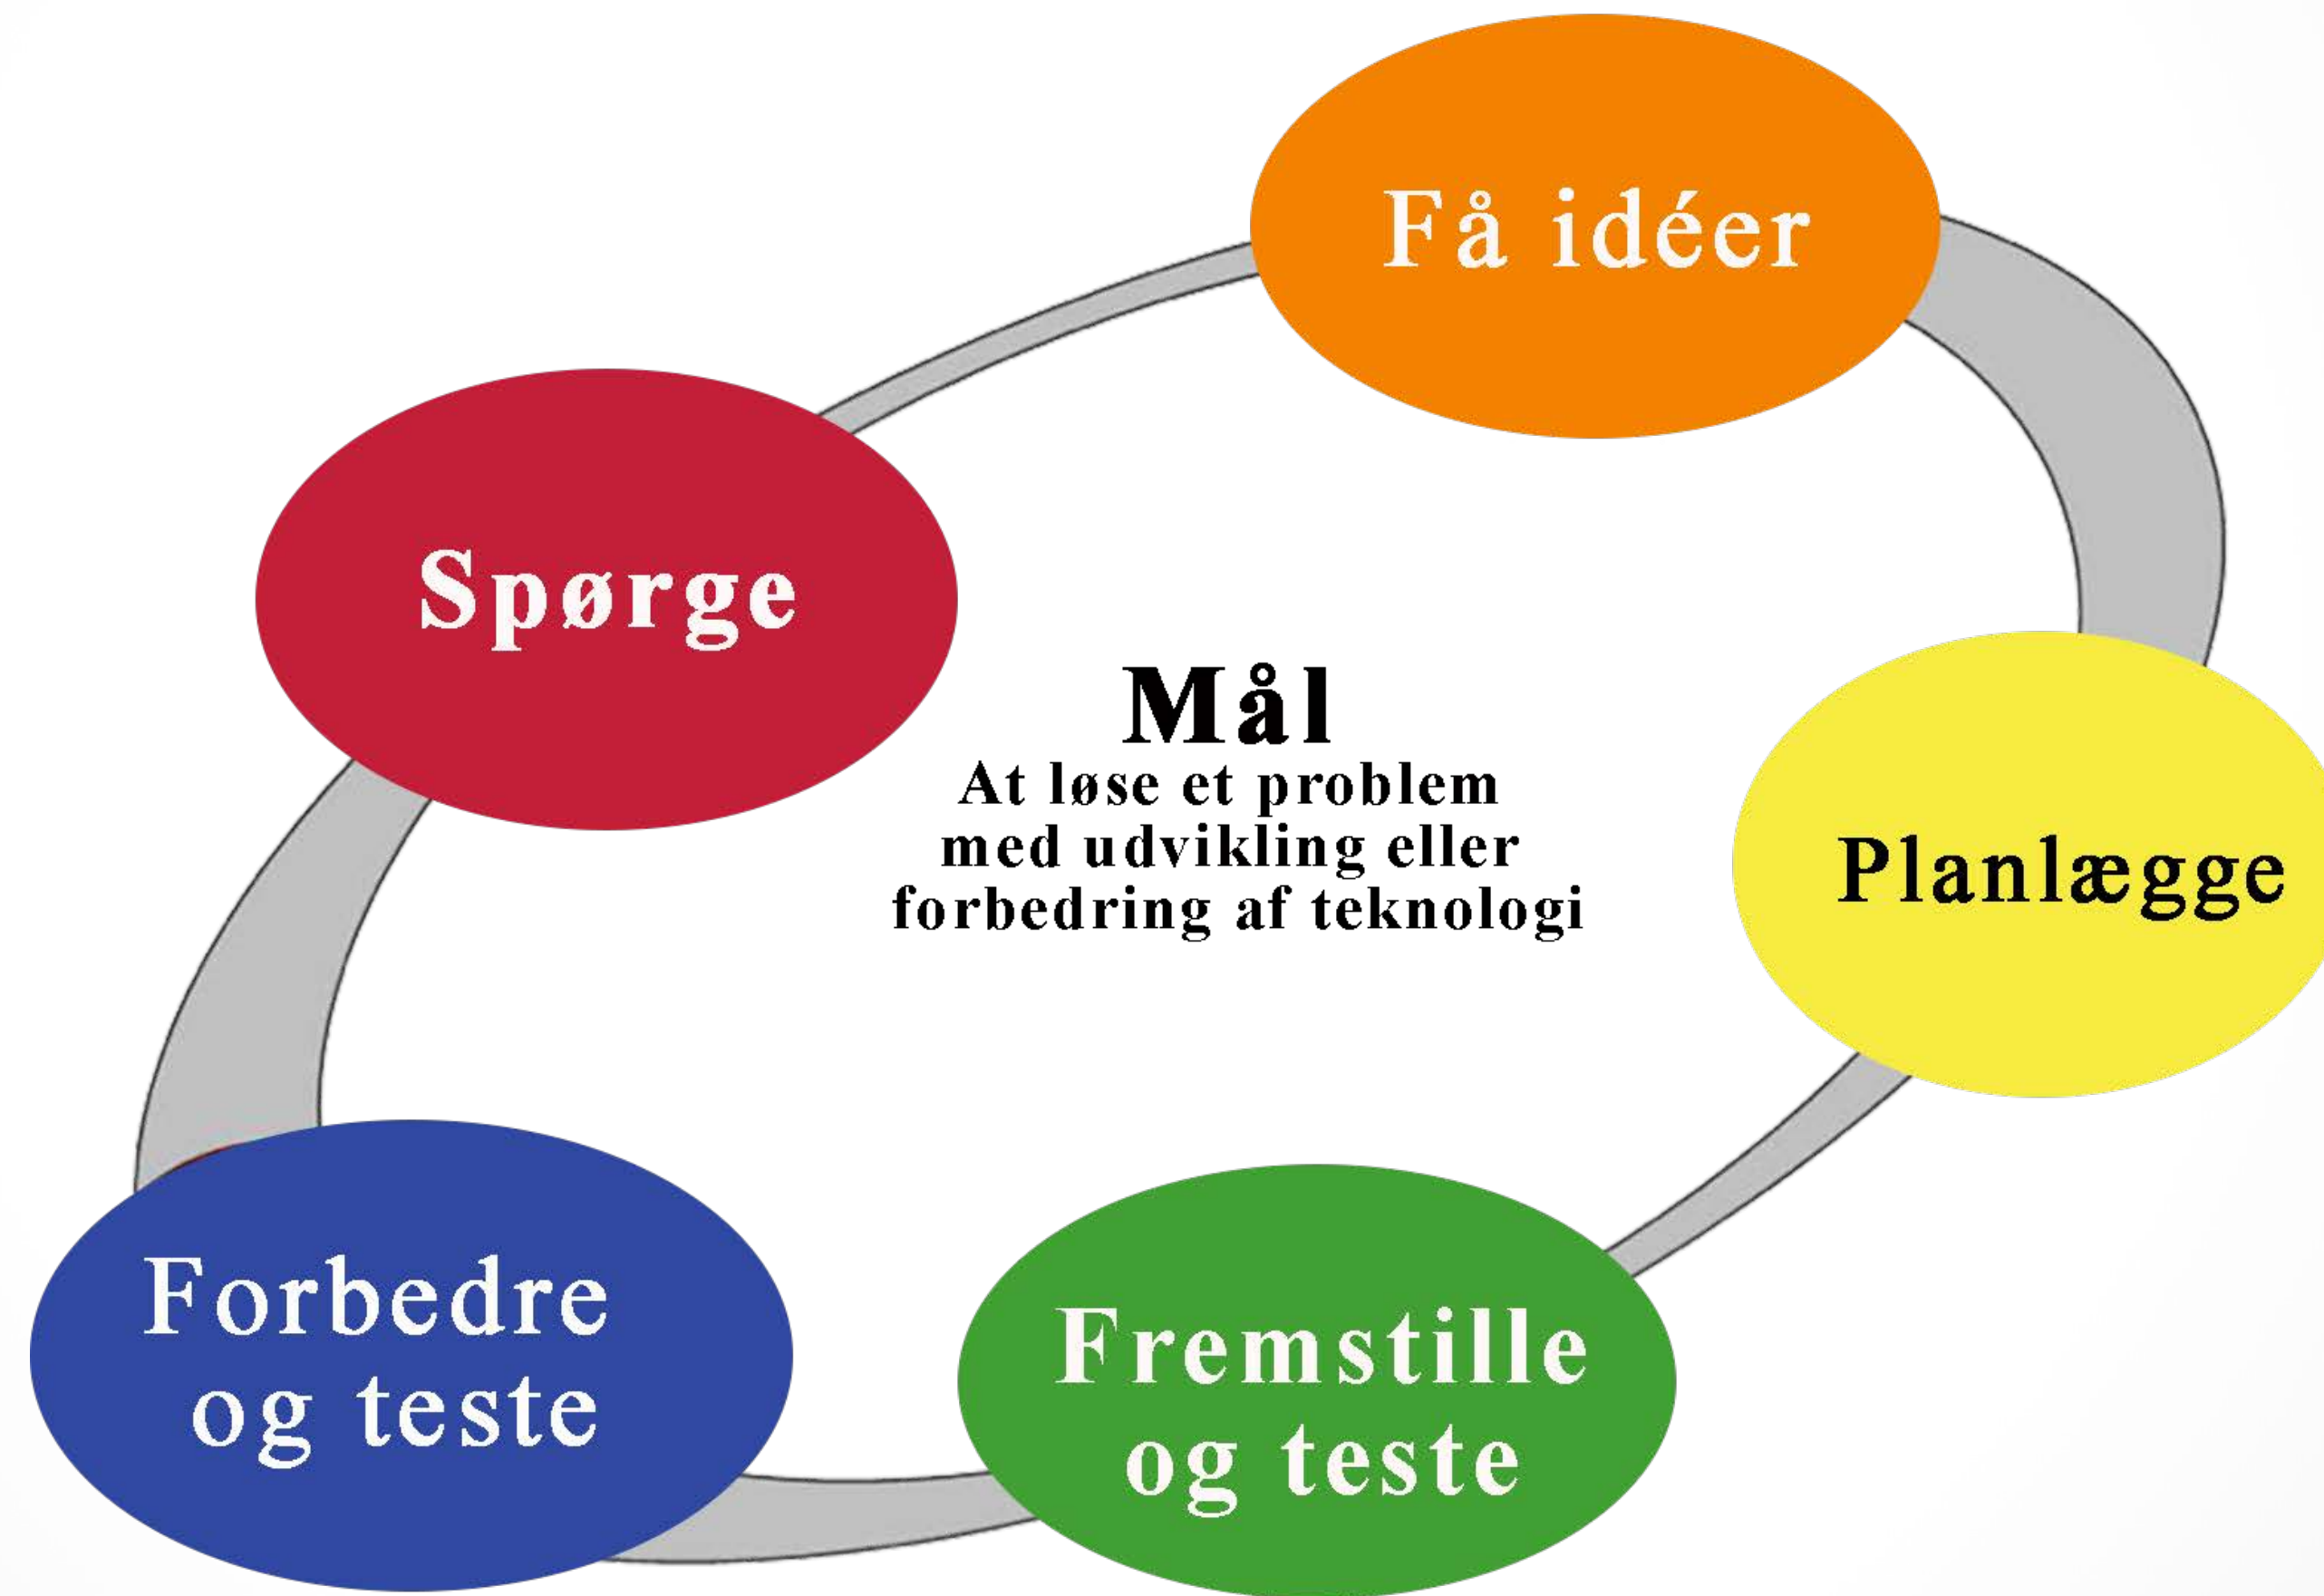 Få idéer
Spørge
Mål
At løse et problem
med udvikling eller
forbedring af teknologi
Planlægge
Fremstille
og teste
Forbedre
og teste